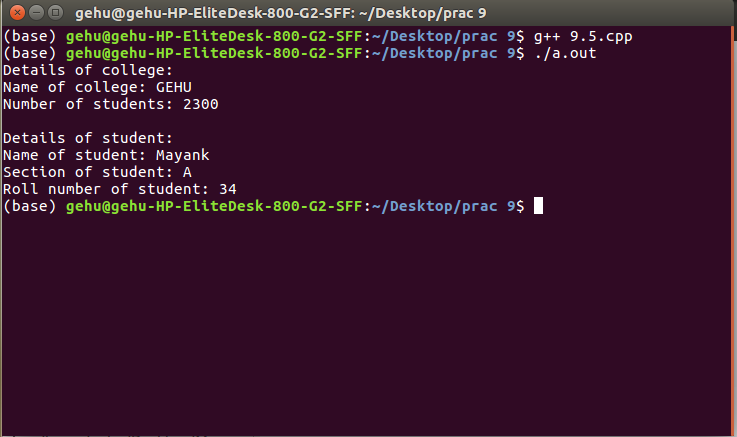 gehu@gehu-HP-EliteDesk-800-G2-SFF: ~/Desktop/prac 9
(base) gehu@gehu-HP-EliteDesk-800-G2-SFF:~/Desktop/prac 9$ g++ 9.5.cpp
(base) gehu@gehu-HP-EliteDesk-800-G2-SFF:~/Desktop/prac 9$ ./a.out
Details of college:
Name of college: GEHU
Number of students: 2300

Details of student:
Name of student: Mayank
Section of student: A
Roll number of student: 34
(base) gehu@gehu-HP-EliteDesk-800-G2-SFF:~/Desktop/prac 9$